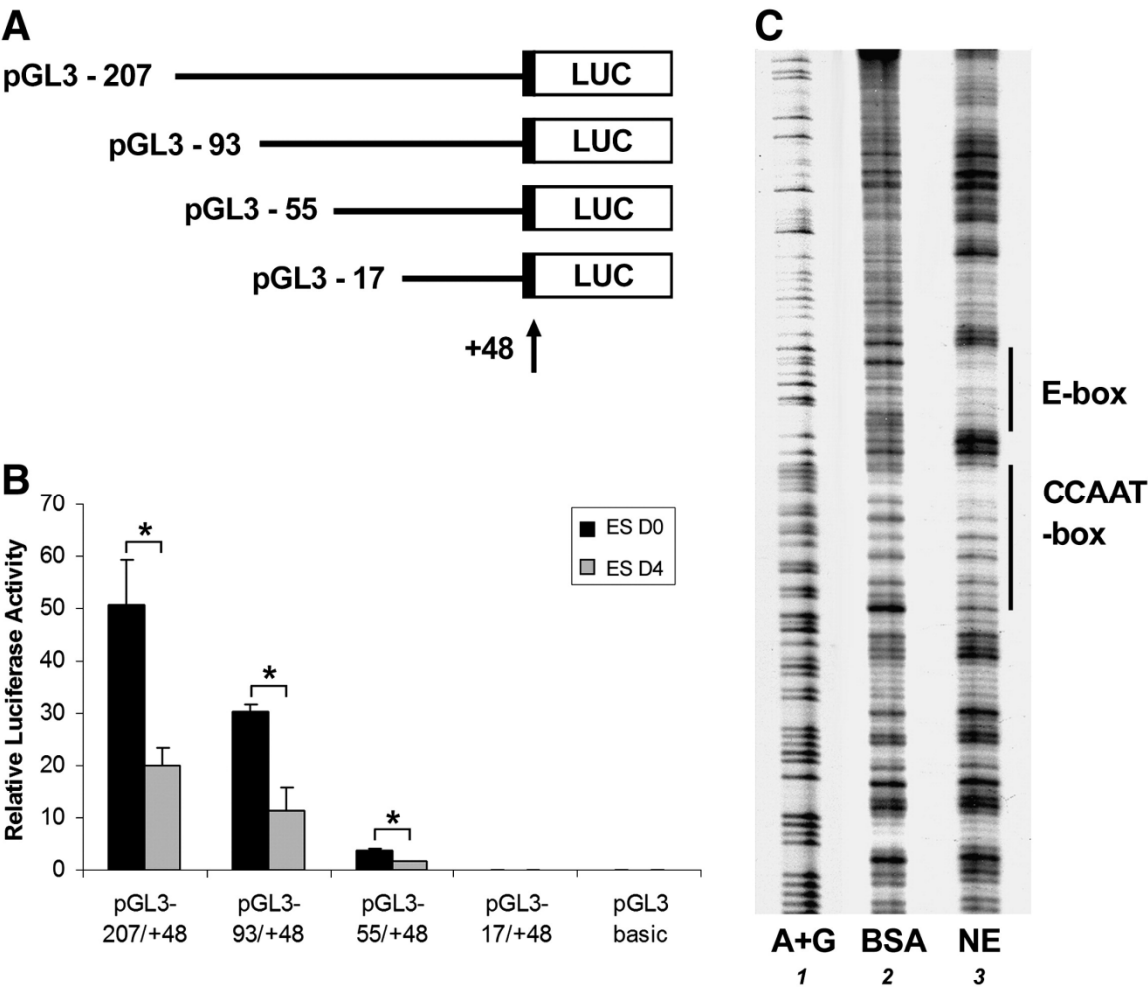 A
pGL3 - 207
LUC
pGL3 - 93
LUC
pGL3 - 55
LUC
pGL3 - 17
LUC
+48
B
Relative Luciferase Activity
70
60
50
40
30
20
10
0
*
*
*
ES D0
ES D4
pGL3-
207/+48
pGL3-
93/+48
pGL3-
55/+48
pGL3-
17/+48
pGL3
basic
C
E-box
CCAAT
-box
A+G
BSA
NE
1
2
3